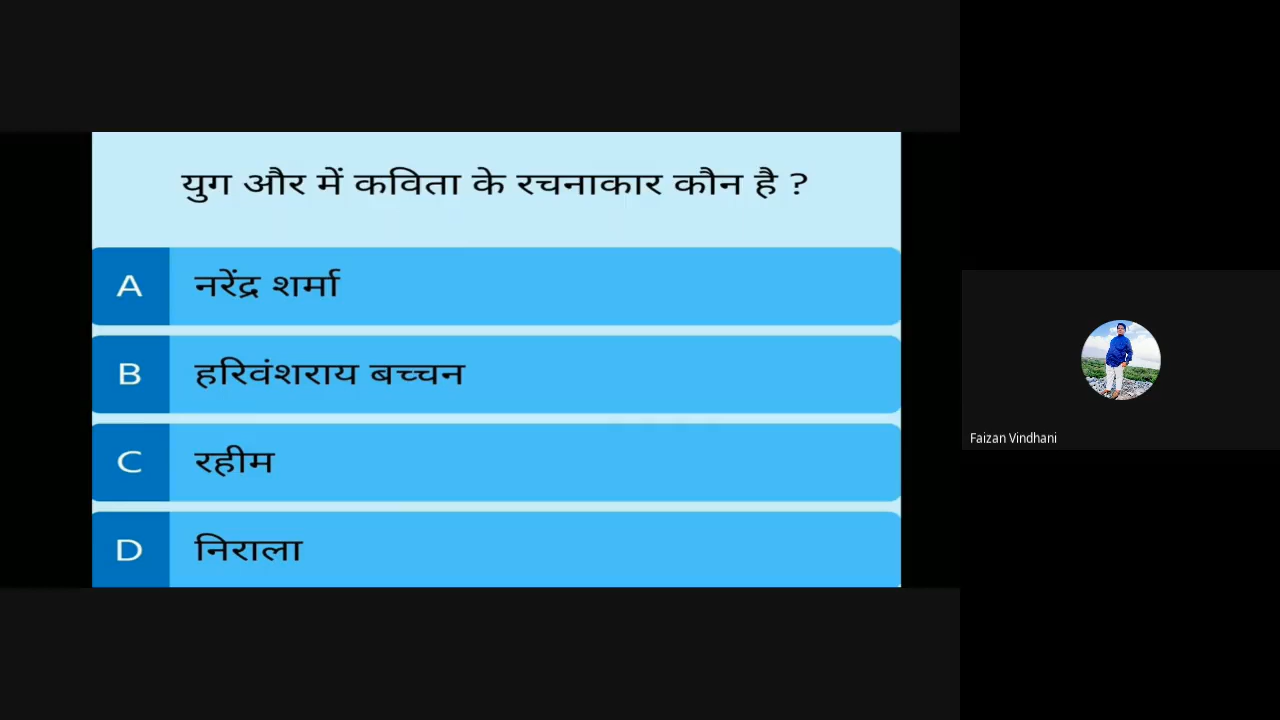 युग और में कविता के रचनाकार कौन है ?
A नरेंद्र शर्मा
B हरिवंशराय बच्चन
C रहीम
D निराला
Faizan Vindhani